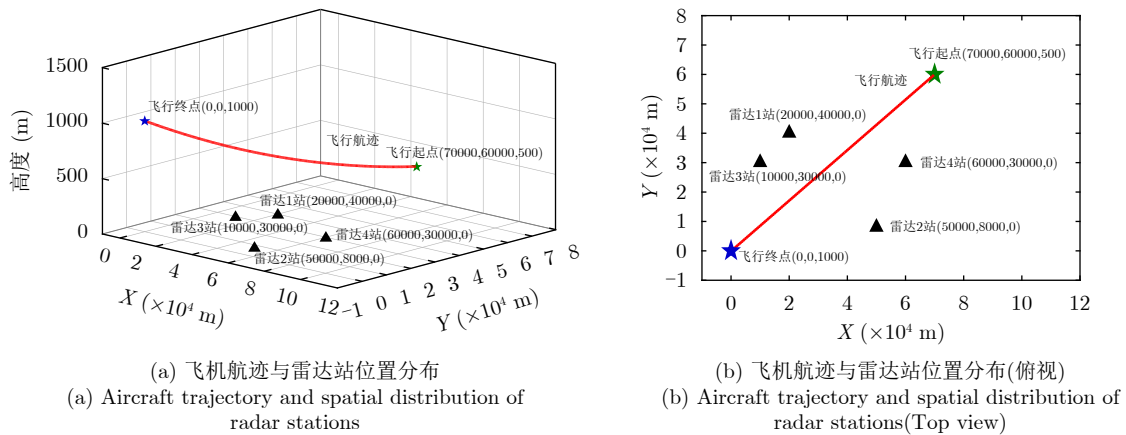 1500
1000
500
0
高度 (m)
飞行终点(0,0,1000)
飞行航迹
飞行起点(70000,60000,500)
雷达1站(20000,40000,0)
雷达3站(10000,30000,0)
雷达4站(60000,30000,0)
雷达2站(50000,8000,0)
0
2
4
6
8
10
12
X (×10⁴ m)
−1
0
1
2
3
4
5
6
7
8
Y (×10⁴ m)
(a) 飞机航迹与雷达站位置分布
(a) Aircraft trajectory and spatial distribution of
radar stations
8
7
6
5
4
3
2
1
0
−1
Y (×10⁴ m)
飞行起点(70000,60000,500)
飞行航迹
雷达1站(20000,40000,0)
雷达4站(60000,30000,0)
雷达3站(10000,30000,0)
雷达2站(50000,8000,0)
飞行终点(0,0,1000)
0
2
4
6
8
10
12
X (×10⁴ m)
(b) 飞机航迹与雷达站位置分布(俯视)
(b) Aircraft trajectory and spatial distribution of
radar stations(Top view)